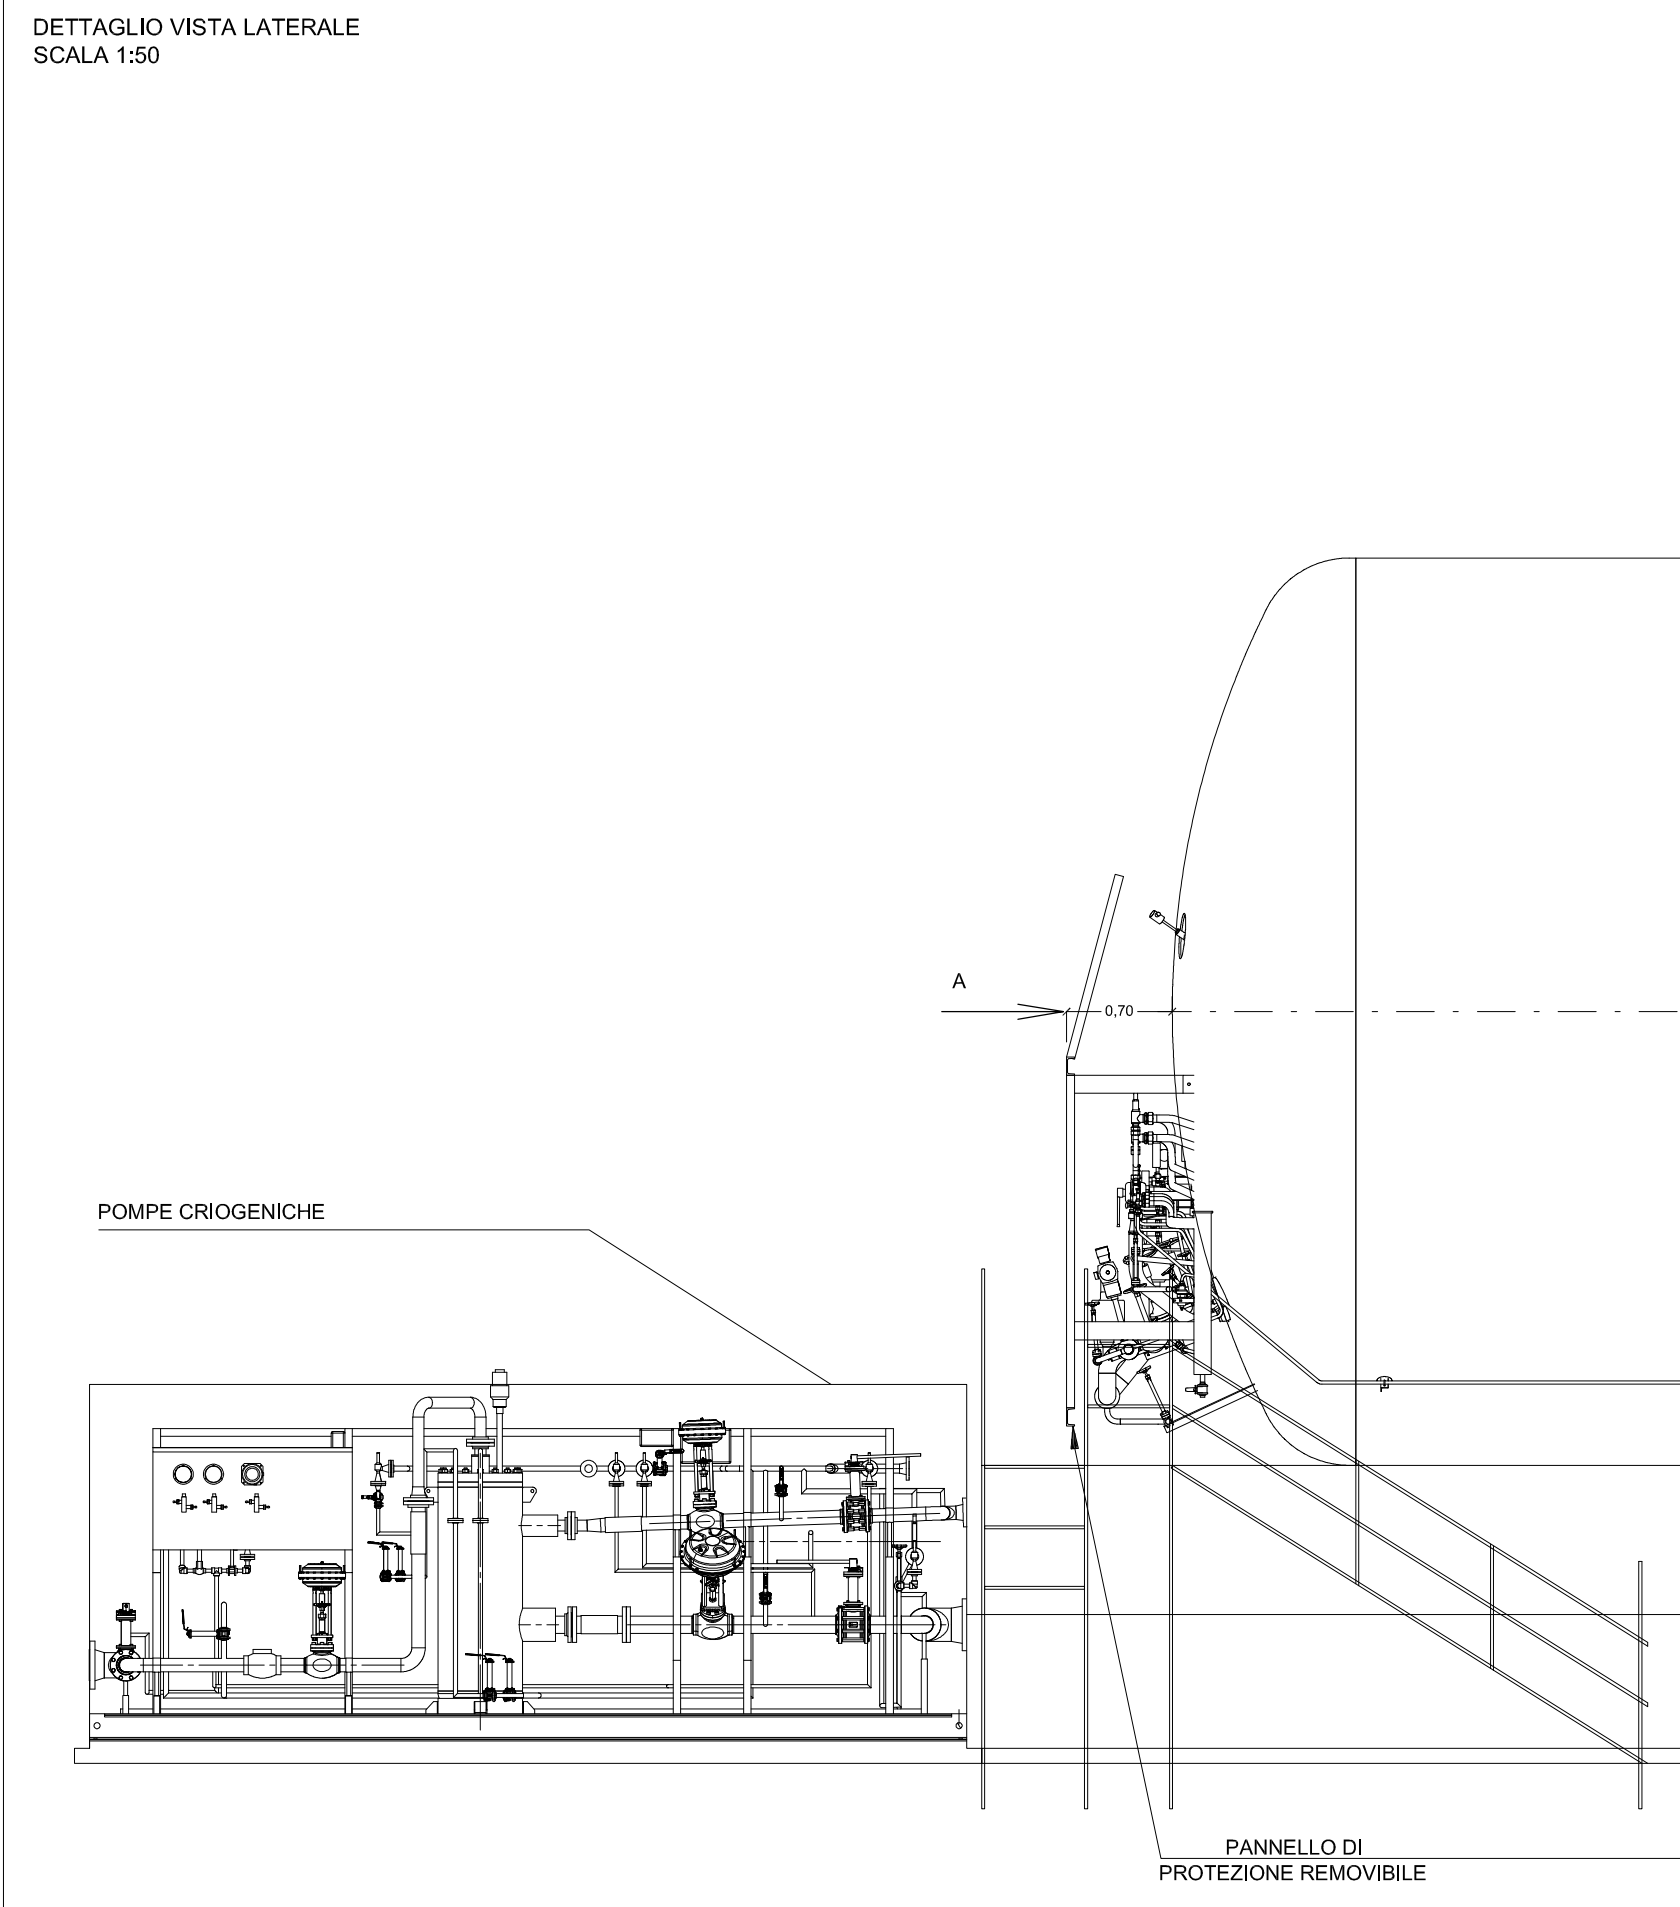 DETTAGLIO VISTA LATERALE
SCALA 1:50
A
0,70
POMPE CRIOGENICHE
PANNELLO DI
PROTEZIONE REMOVIBILE